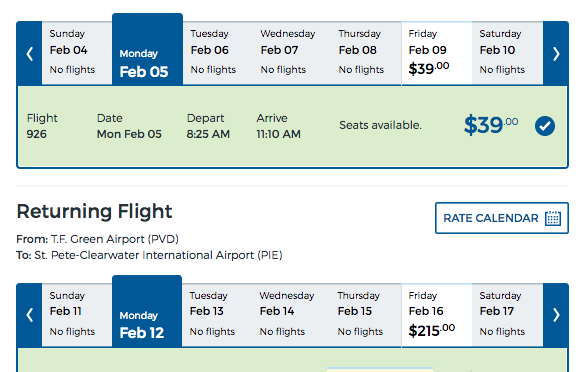 Sunday Monday Tuesday Wednesday Thursday Friday Saturday
Feb 04 Feb 05 Feb 06 Feb 07 Feb 08 Feb 09 Feb 10
No flights No flights No flights No flights $39.00 No flights
Flight Date Depart Arrive Seats available. $39.00
926 Mon Feb 05 8:25 AM 11:10 AM
Returning Flight
RATE CALENDAR
From: T.F. Green Airport (PVD)
To: St. Pete-Clearwater International Airport (PIE)
Sunday Monday Tuesday Wednesday Thursday Friday Saturday
Feb 11 Feb 12 Feb 13 Feb 14 Feb 15 Feb 16 Feb 17
No flights No flights No flights No flights $215.00 No flights